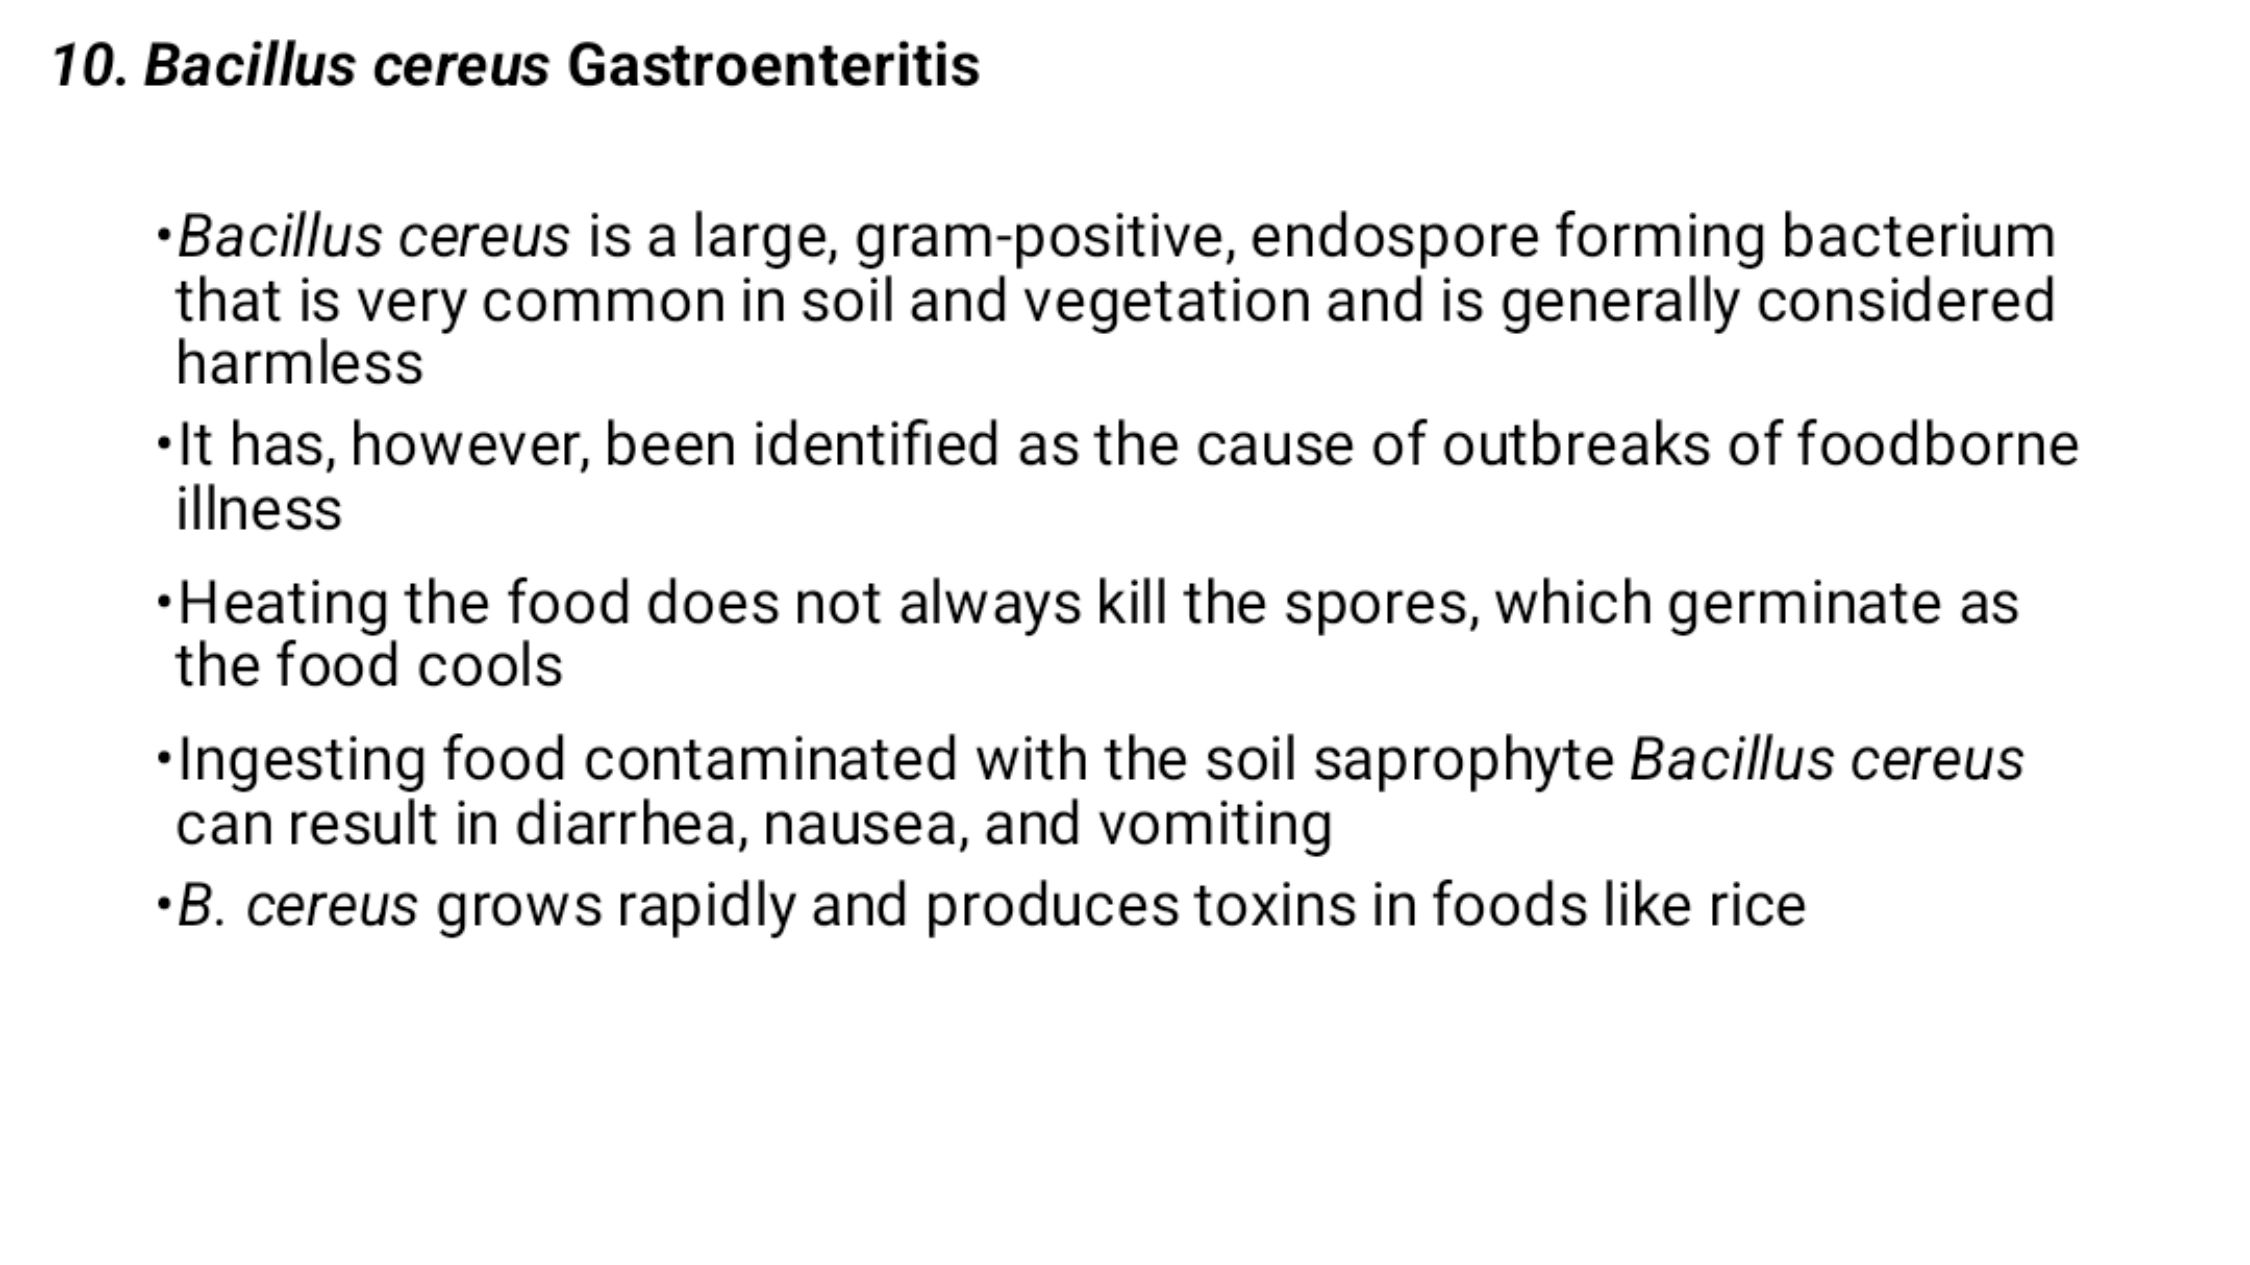 10. Bacillus cereus Gastroenteritis
•Bacillus cereus is a large, gram-positive, endospore forming bacterium
that is very common in soil and vegetation and is generally considered
harmless
•It has, however, been identified as the cause of outbreaks of foodborne
illness
•Heating the food does not always kill the spores, which germinate as
the food cools
•Ingesting food contaminated with the soil saprophyte Bacillus cereus
can result in diarrhea, nausea, and vomiting
•B. cereus grows rapidly and produces toxins in foods like rice